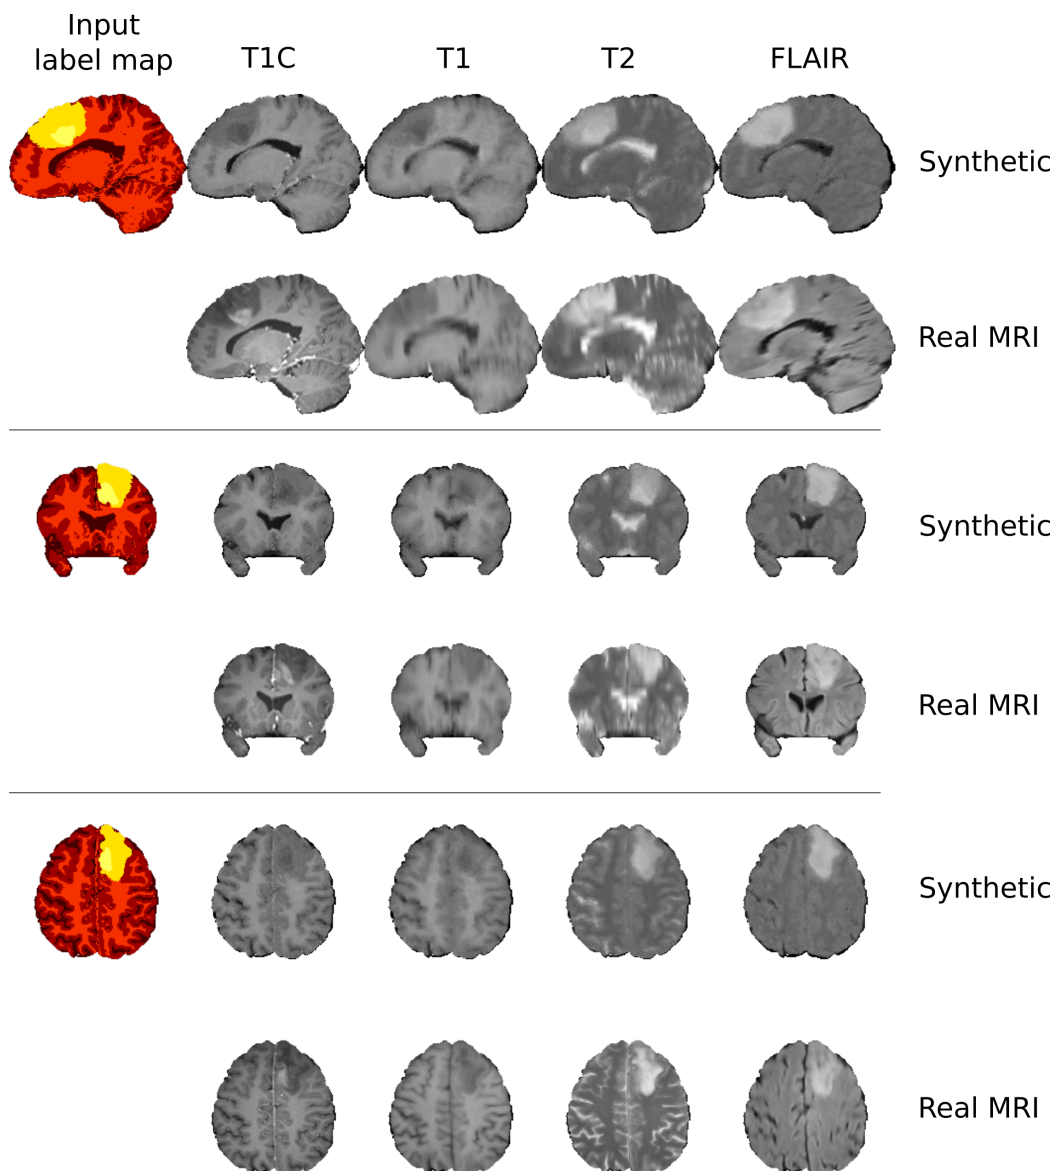 Input
label map
T1C
T1
T2
FLAIR
Synthetic
Real MRI
Synthetic
Real MRI
Synthetic
Real MRI